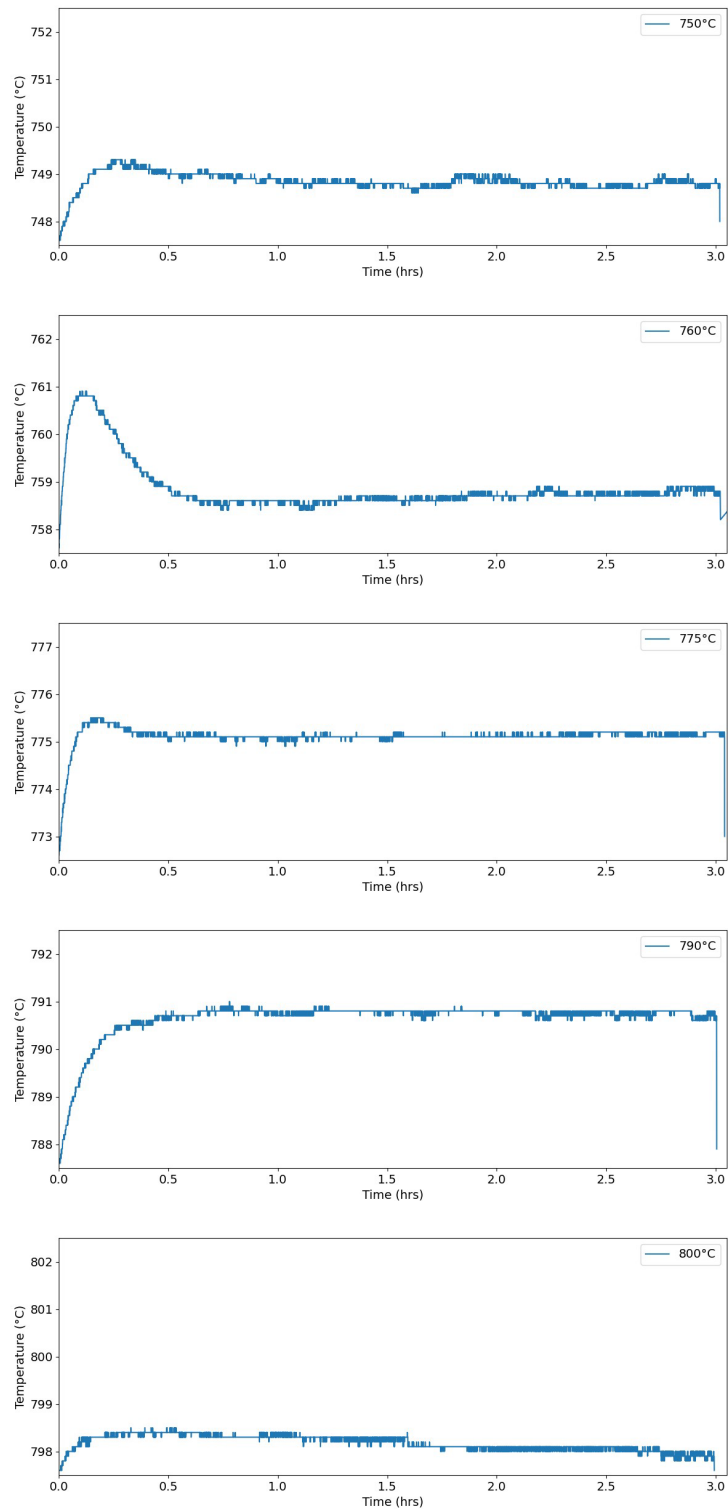 752
751
750
749
748
Temperature (°C)
750°C
0.0 0.5 1.0 1.5 2.0 2.5 3.0
Time (hrs)
762
761
760
759
758
Temperature (°C)
760°C
0.0 0.5 1.0 1.5 2.0 2.5 3.0
Time (hrs)
777
776
775
774
773
Temperature (°C)
775°C
0.0 0.5 1.0 1.5 2.0 2.5 3.0
Time (hrs)
792
791
790
789
788
Temperature (°C)
790°C
0.0 0.5 1.0 1.5 2.0 2.5 3.0
Time (hrs)
802
801
800
799
798
Temperature (°C)
800°C
0.0 0.5 1.0 1.5 2.0 2.5 3.0
Time (hrs)